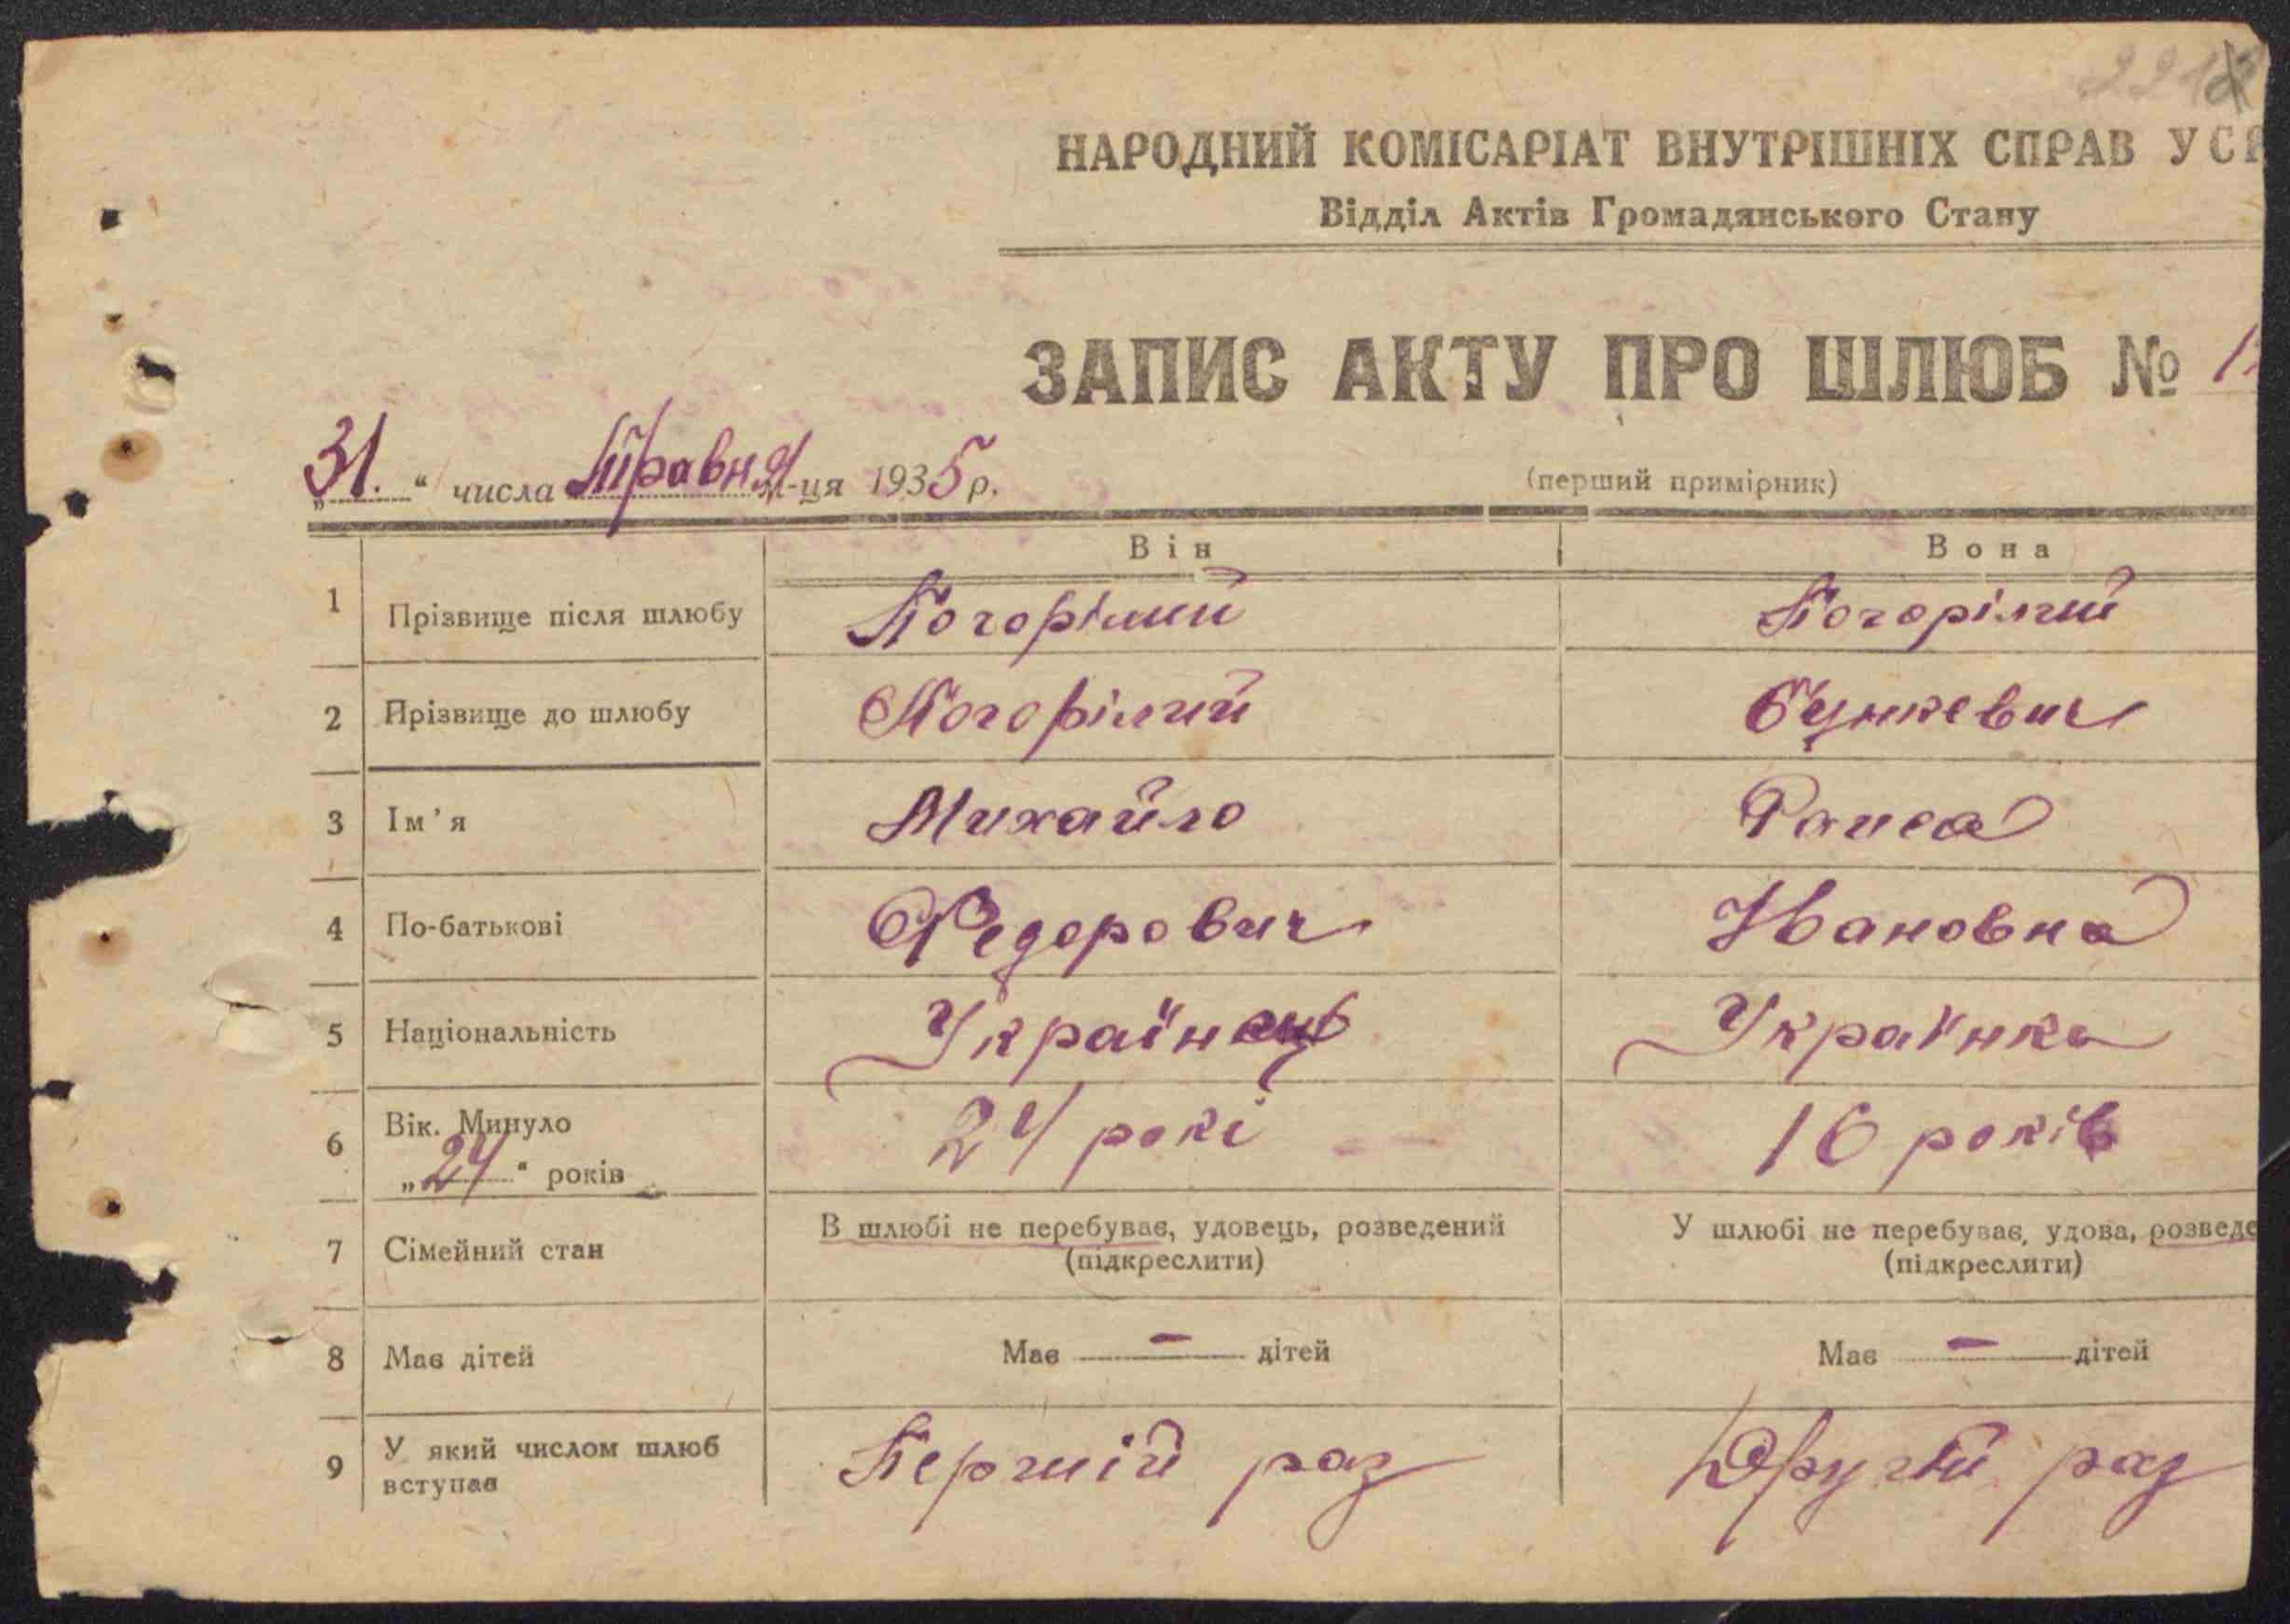 НАРОДНИЙ КОМІСАРІАТ ВНУТРІШНІХ СПРАВ УСР
Відділ Актів Громадянського Стану
ЗАПИС АКТУ ПРО ШЛЮБ № 1
„31.“ числа Травня м-ця 1935 р.
(перший примірник)
Він Вона
1 Прізвище після шлюбу Погорілий Погорілий
2 Прізвище до шлюбу Погорілий
3 Ім'я Михайло Раиса
4 По-батькові Федорович Івановна
5 Національність Українець Українка
6 Вік. Минуло „24“ років 24 рокі 16 років
7 Сімейний стан В шлюбі не перебуває, удовець, розведений (підкреслити) У шлюбі не перебуває, удова, розведе (підкреслити)
8 Має дітей Має — дітей Має — дітей
9 У який числом шлюб вступає Першій раз Другий раз